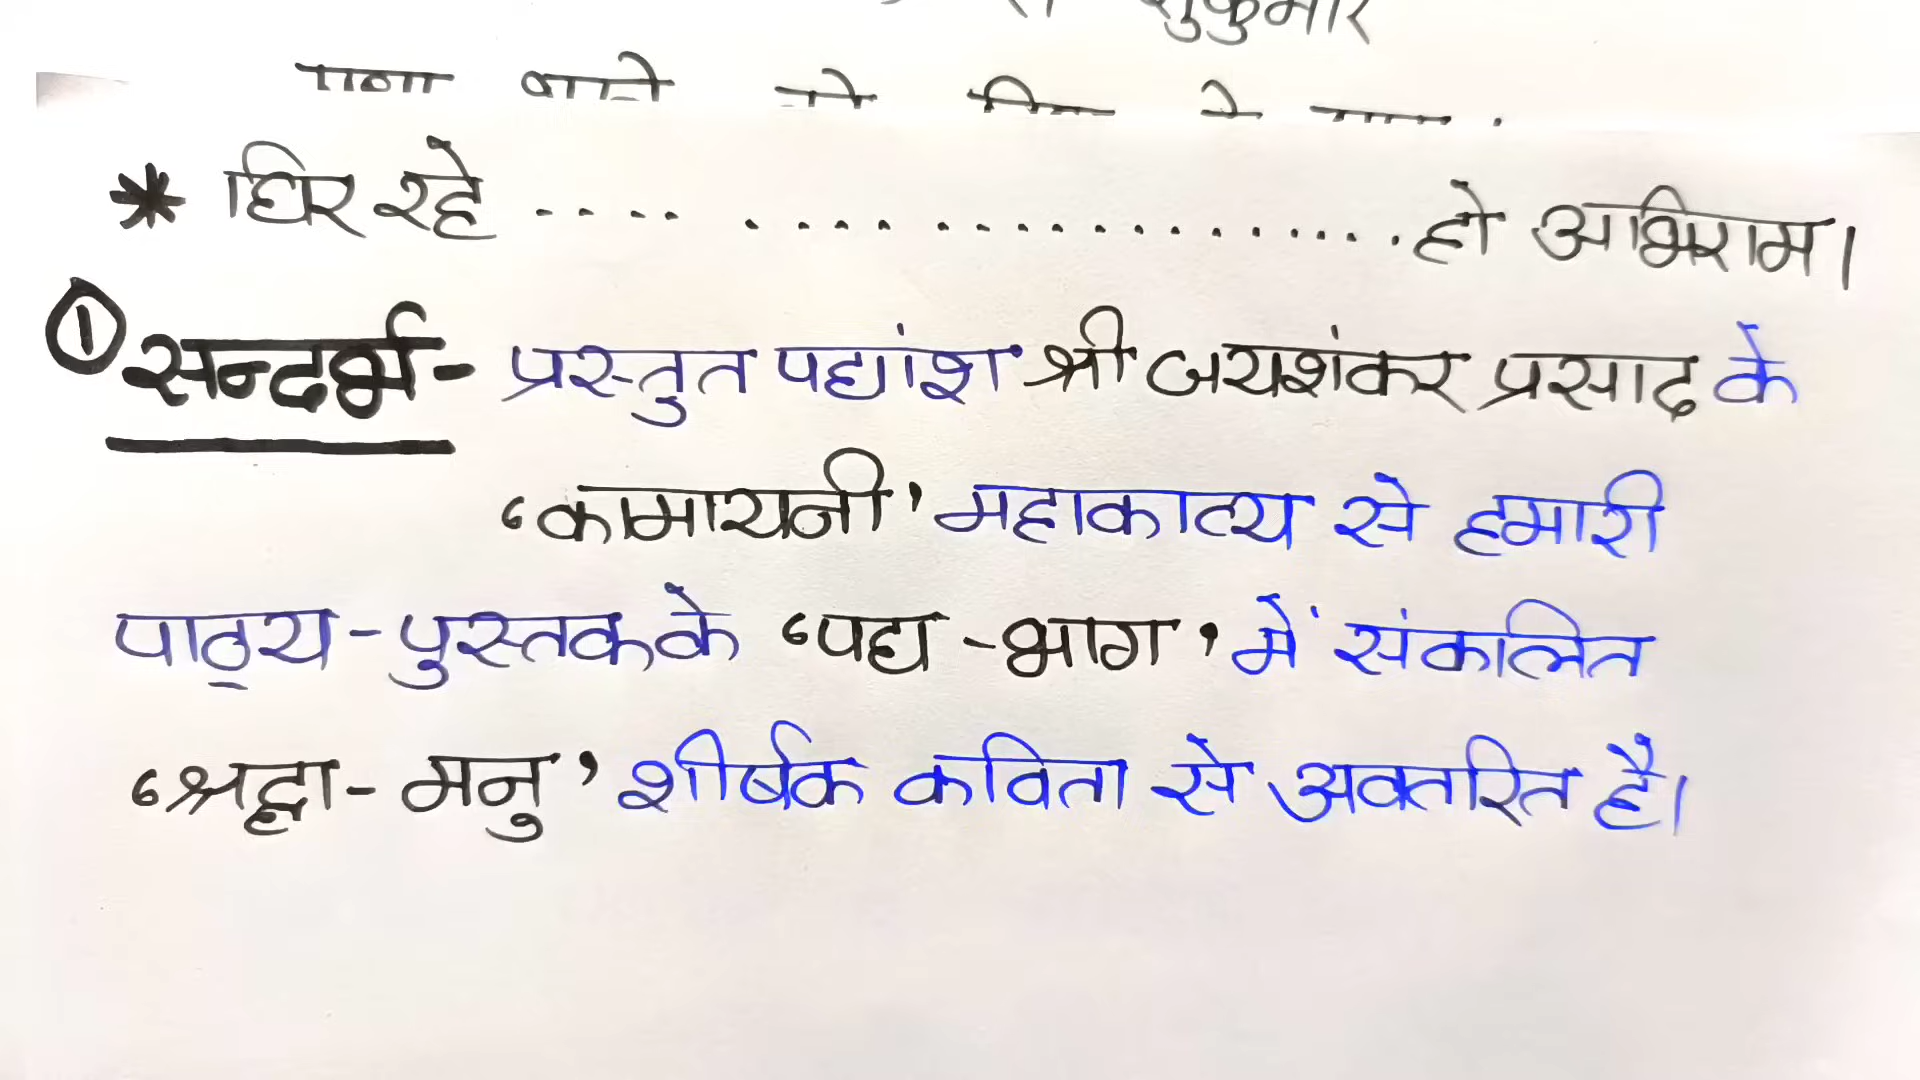 सुकुमार
* घिर रहे .... ....................हो अभिराम।
① सन्दर्भ- प्रस्तुत पद्यांश श्री जयशंकर प्रसाद के
‘कामायनी’ महाकाव्य से हमारी
पाठ्य-पुस्तक के ‘पद्य-भाग’ में संकलित
‘श्रद्धा-मनु’ शीर्षक कविता से अवतरित है।